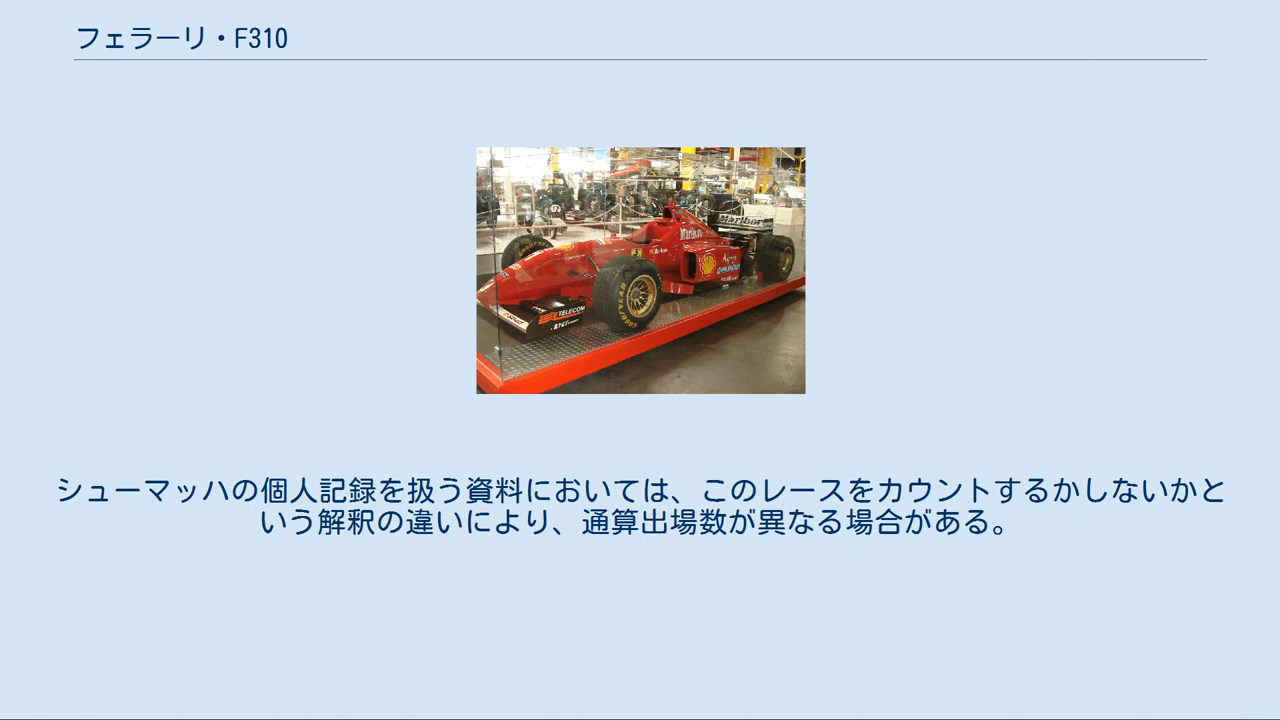 フェラーリ・F310
Marlboro
TELECOM
GOODYEAR
シューマッハの個人記録を扱う資料においては、このレースをカウントするかしないかと
いう解釈の違いにより、通算出場数が異なる場合がある。